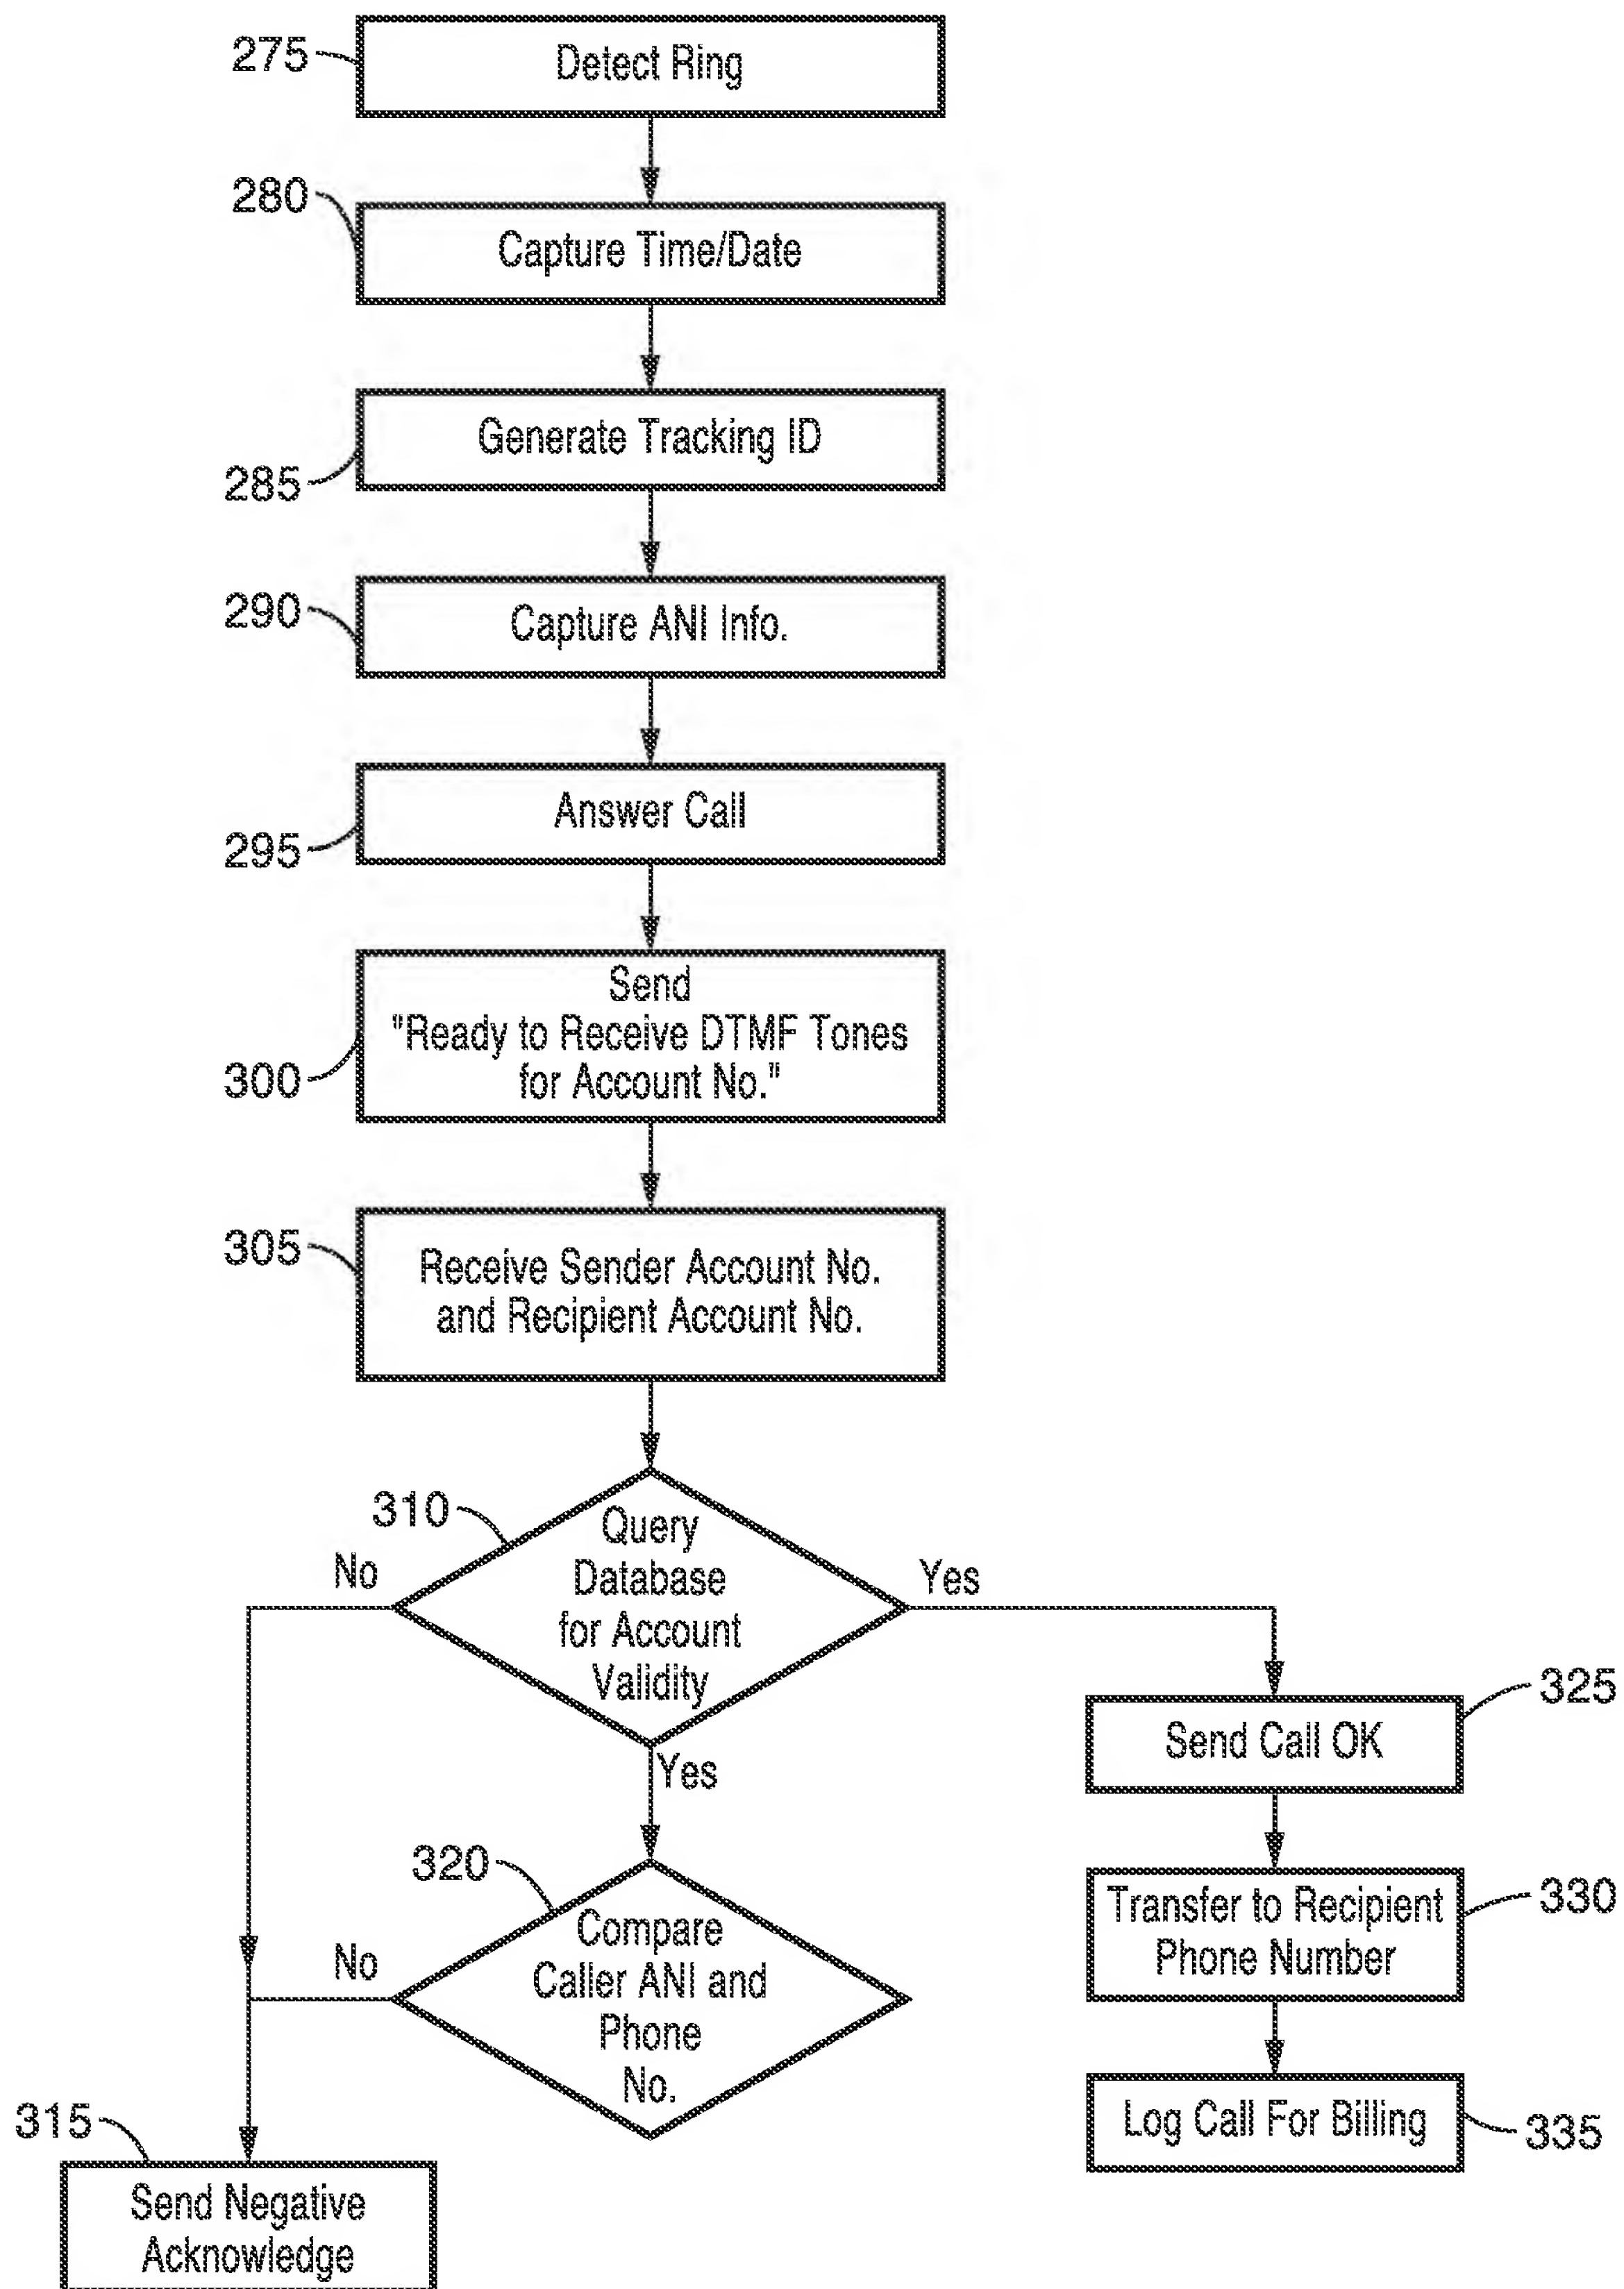 275
Detect Ring
280
Capture Time/Date
Generate Tracking ID
285
290
Capture ANI Info.
Answer Call
295
Send
"Ready to Receive DTMF Tones
for Account No."
300
305
Receive Sender Account No.
and Recipient Account No.
310
Query
Database
for Account
Validity
No
Yes
Yes
325
Send Call OK
320
Compare
Caller ANI and
Phone
No.
No
330
Transfer to Recipient
Phone Number
Log Call For Billing
335
315
Send Negative
Acknowledge